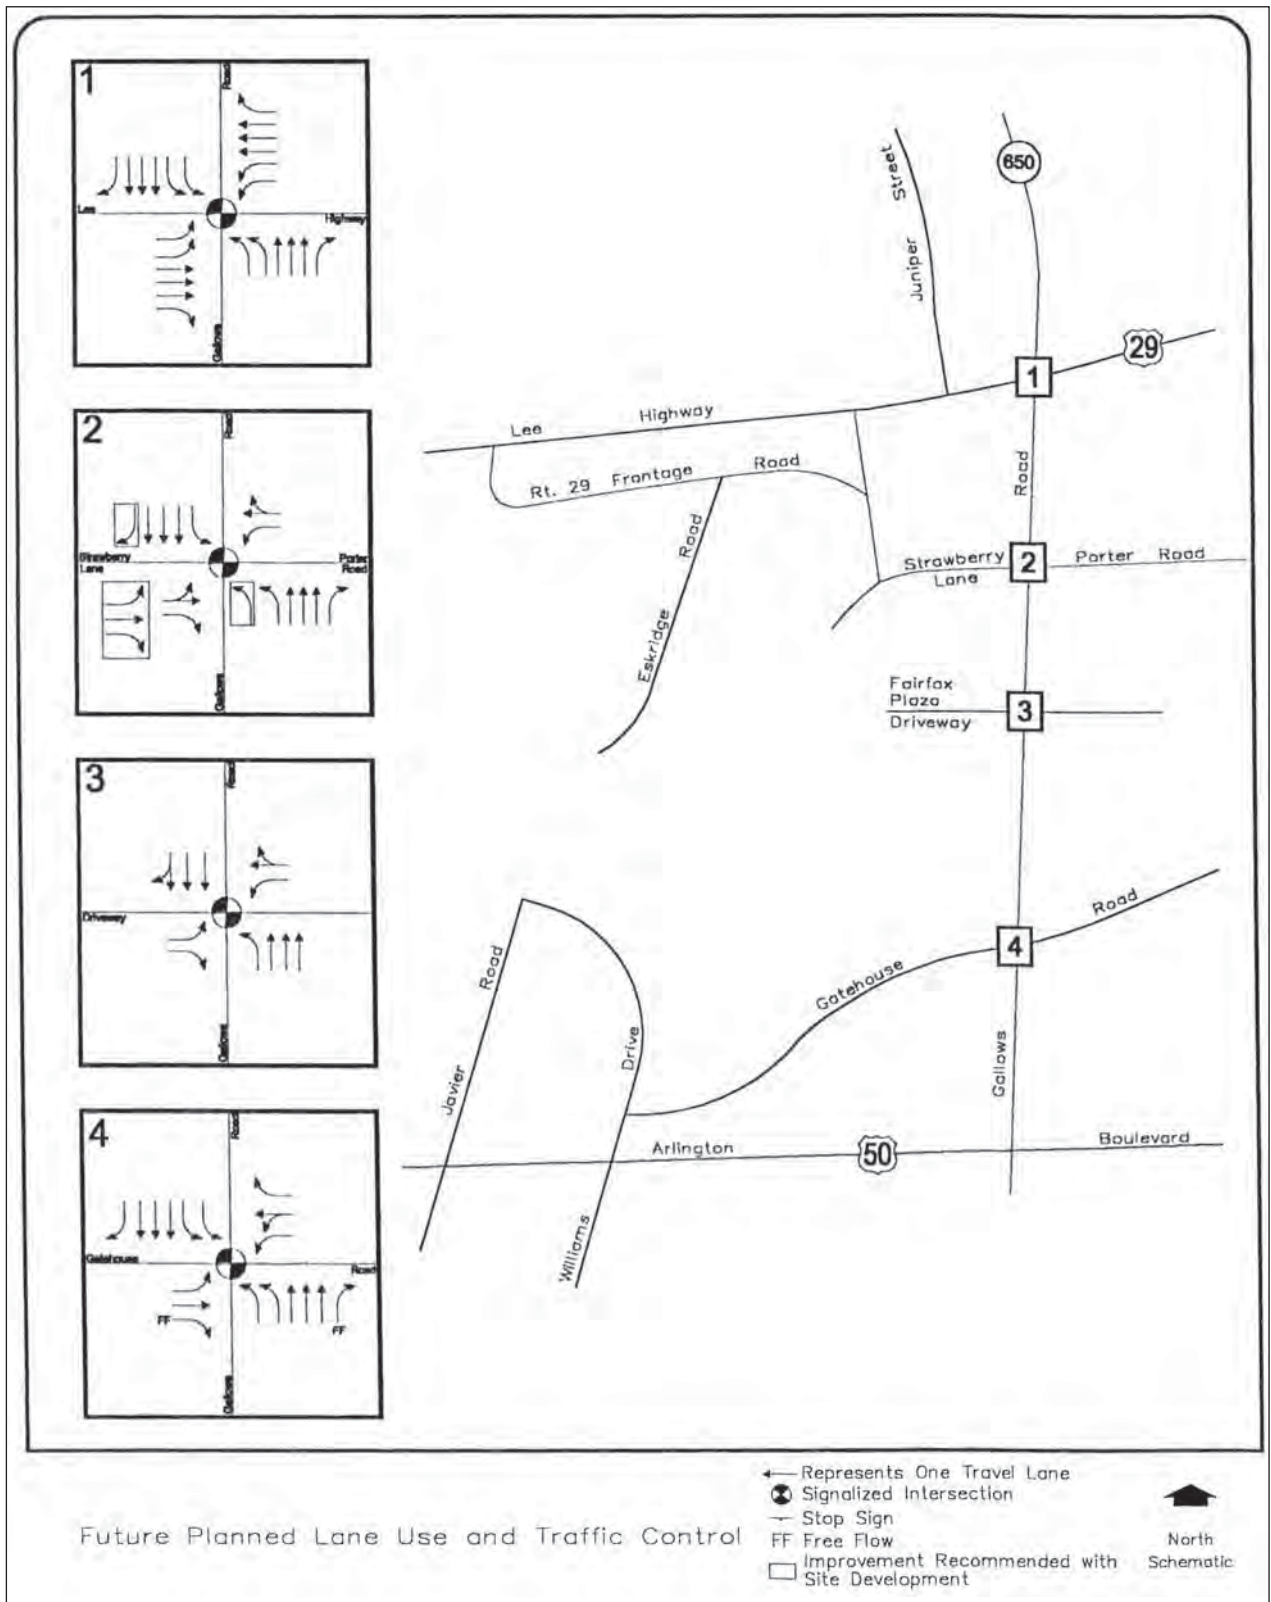 1
Road
Lee
Highway
Gallows
2
Road
Strawberry
Lane
Porter
Road
Gallows
3
Road
Driveway
Gallows
4
Road
Gatehouse
Road
FF
FF
Gallows
650
Juniper Street
29
1
Lee Highway
Rt. 29 Frontage Road
Road
Eskridge Road
Strawberry
Lane
2
Porter Road
Fairfax
Plaza
Driveway
3
4
Gatehouse Road
Gallows
Javier Road
Williams Drive
Arlington
50
Boulevard
Represents One Travel Lane
Signalized Intersection
Stop Sign
FF Free Flow
Improvement Recommended with
Site Development
Future Planned Lane Use and Traffic Control
North
Schematic